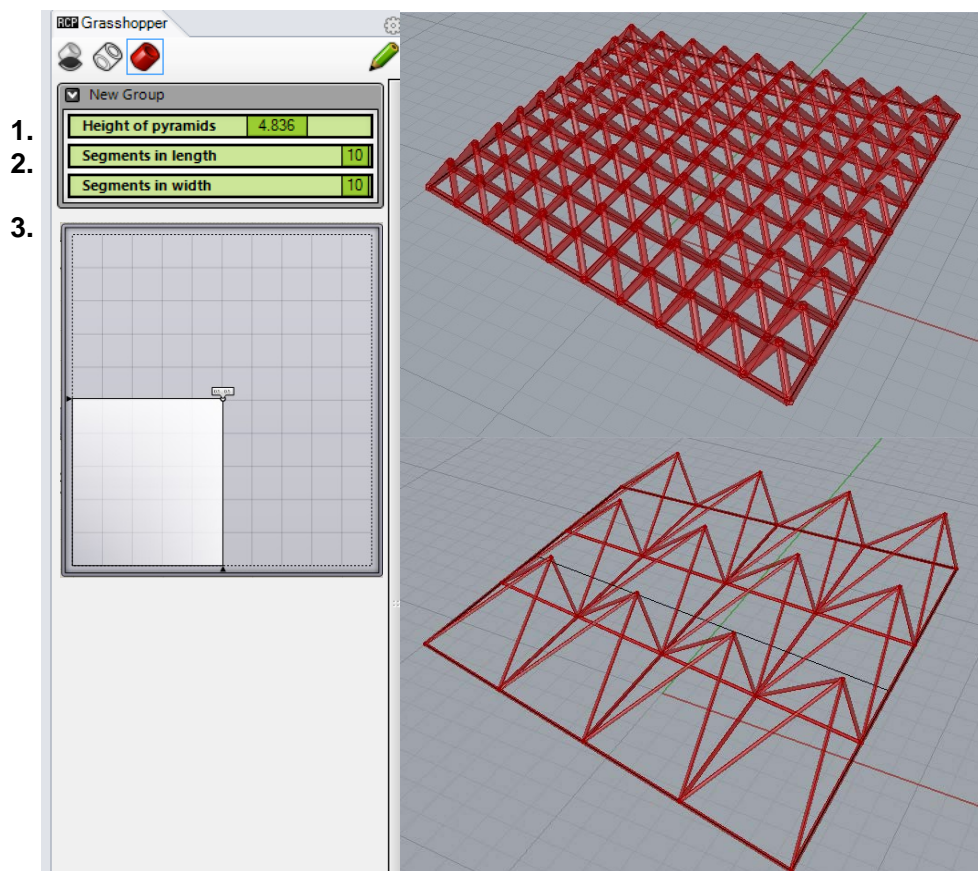 RCP Grasshopper
New Group
1. Height of pyramids 4.836
2. Segments in length 10
Segments in width 10
3.